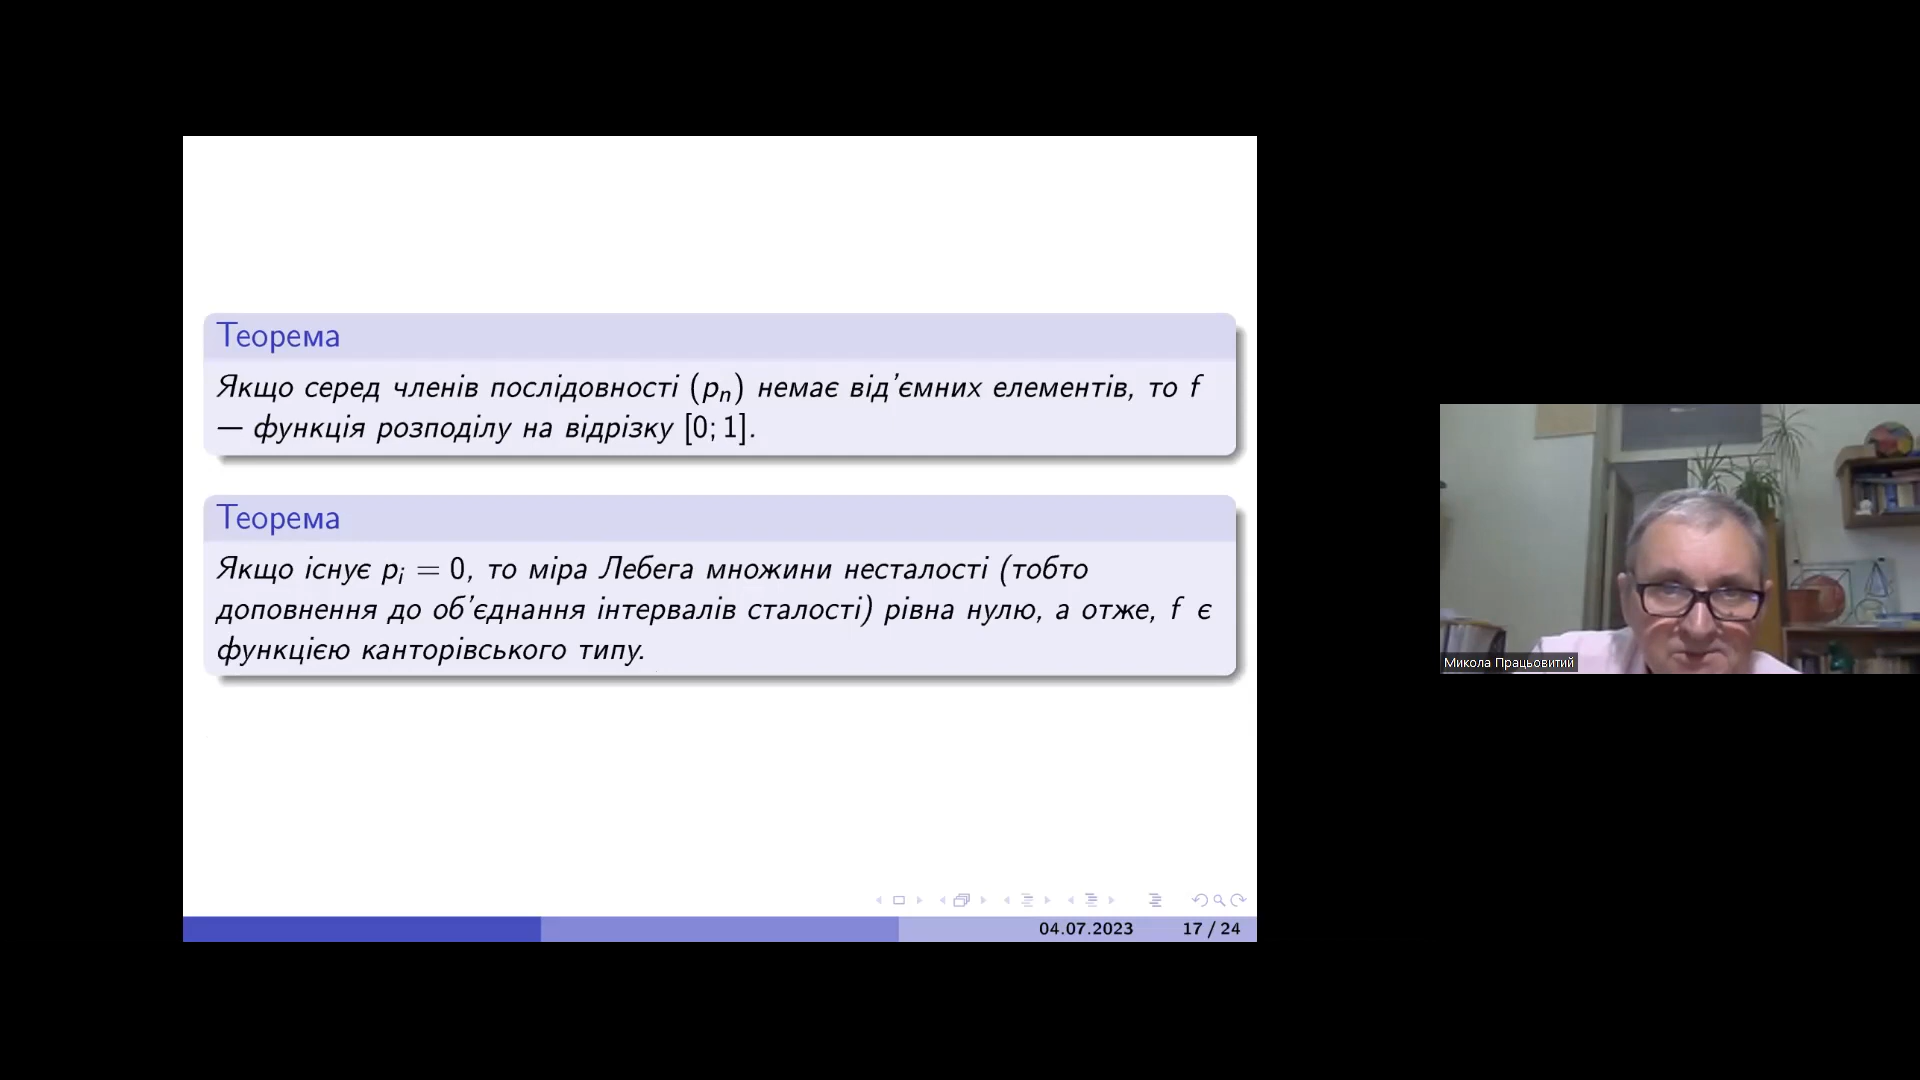 Теорема
Якщо серед членів послідовності (pₙ) немає від'ємних елементів, то f
— функція розподілу на відрізку [0; 1].
Теорема
Якщо існує pᵢ = 0, то міра Лебега множини несталості (тобто
доповнення до об'єднання інтервалів сталості) рівна нулю, а отже, f є
функцією канторівського типу.
04.07.2023 17 / 24
Микола Працьовитий